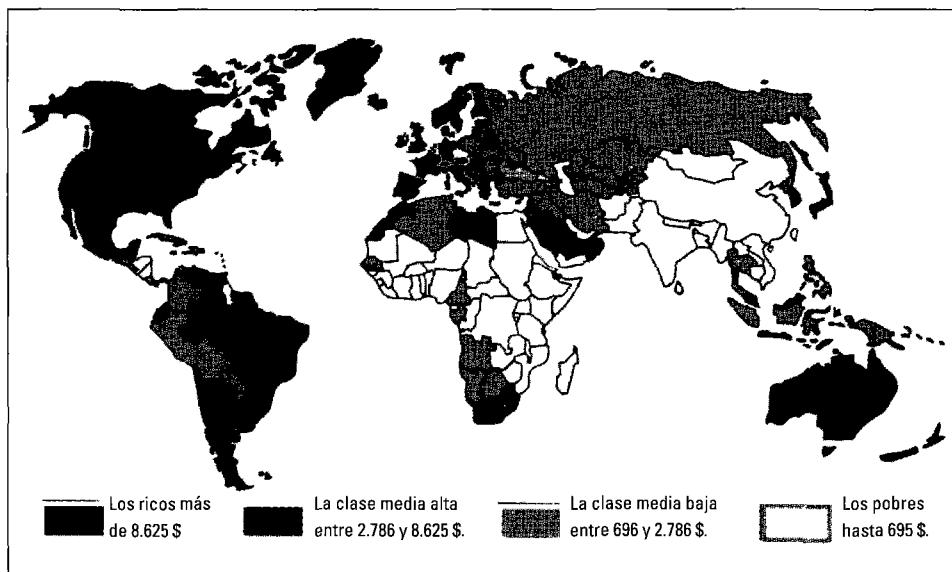 Los ricos más
de 8.625 $.
La clase media alta
entre 2.786 y 8.625 $.
La clase media baja
entre 696 y 2.786 $.
Los pobres
hasta 695 $.